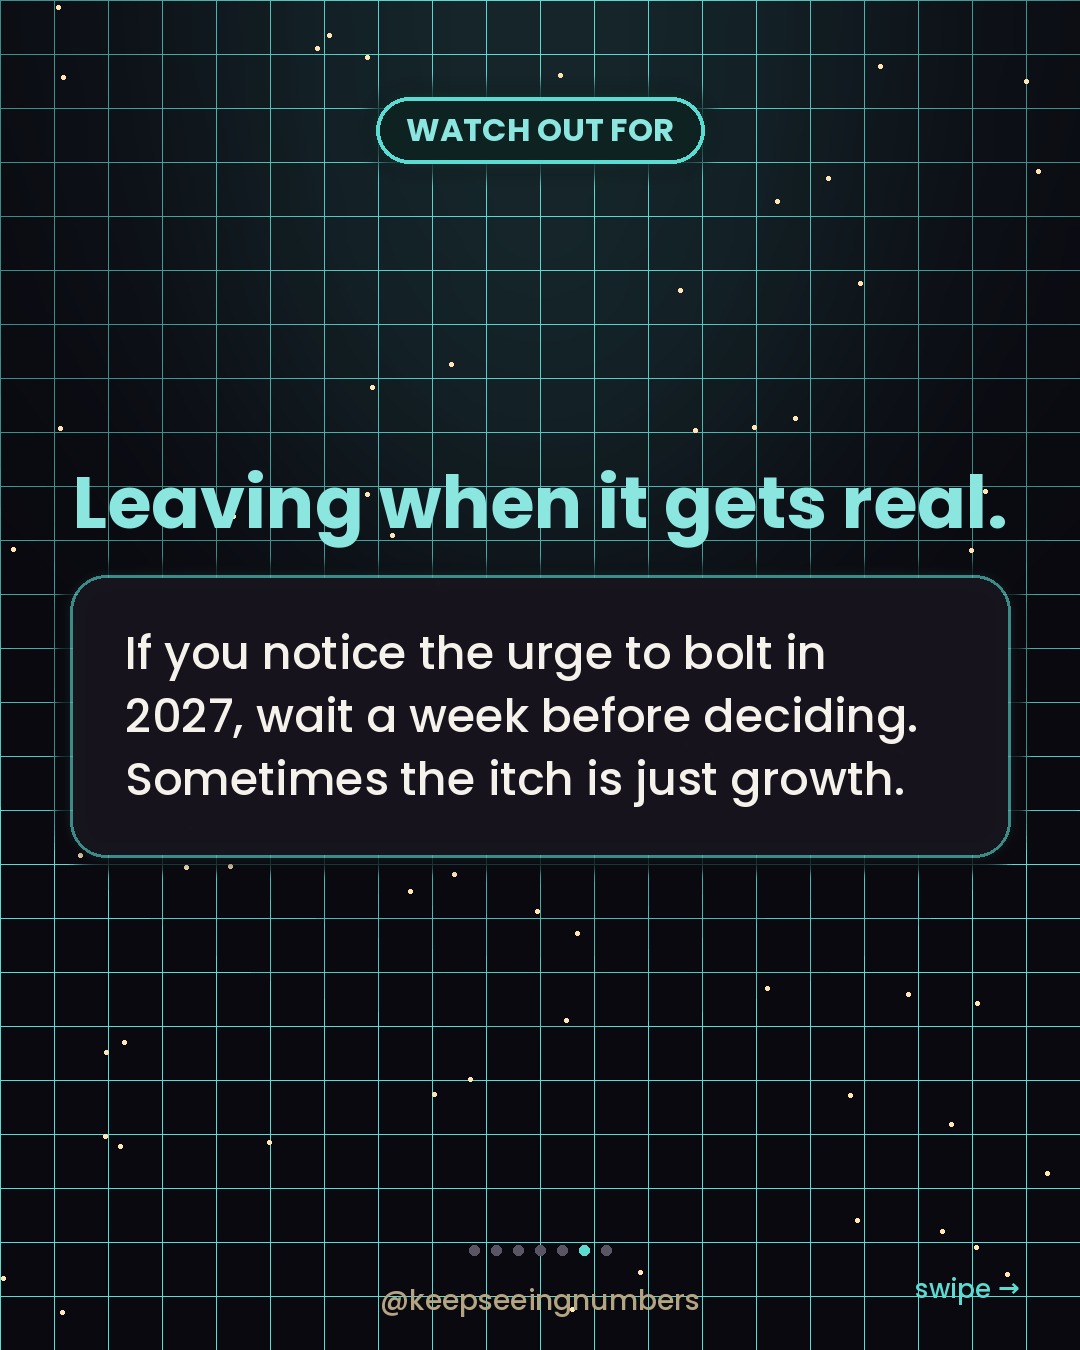 WATCH OUT FOR
Leaving when it gets real.
If you notice the urge to bolt in
2027, wait a week before deciding.
Sometimes the itch is just growth.
@keepseeingnumbers
swipe →